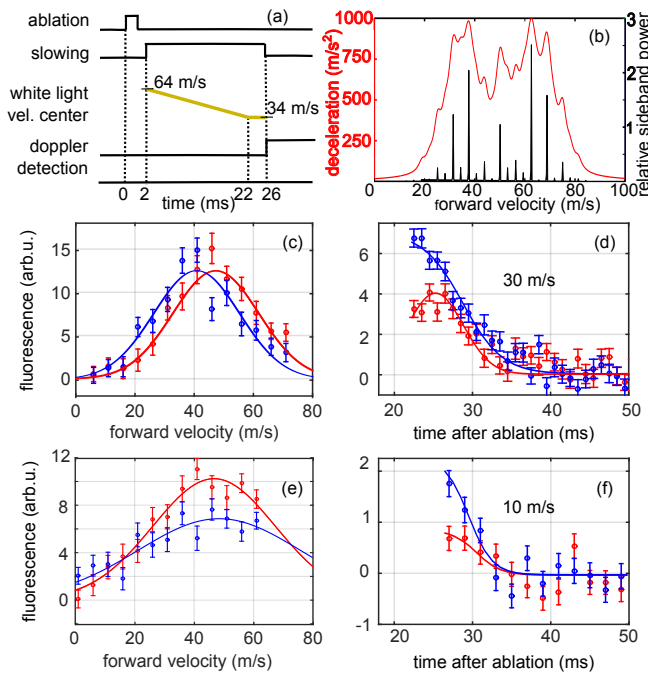 (a)
ablation
slowing
white light
vel. center
64 m/s
34 m/s
doppler
detection
0 2 22 26
time (ms)
(b)
deceleration (m/s²)
1000
750
500
250
0
0 20 40 60 80 100
forward velocity (m/s)
3
2
1
relative sideband power
(c)
fluorescence (arb.u.)
15
10
5
0
0 20 40 60 80
forward velocity (m/s)
(d)
30 m/s
6
4
2
0
20 30 40 50
time after ablation (ms)
(e)
fluorescence (arb.u.)
12
8
4
0
0 20 40 60 80
forward velocity (m/s)
(f)
10 m/s
2
1
0
-1
20 30 40 50
time after ablation (ms)